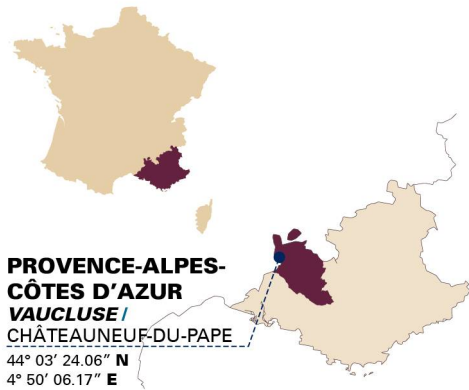 PROVENCE-ALPES-
CÔTES D'AZUR
VAUCLUSE /
CHÂTEAUNEUF-DU-PAPE
44° 03′ 24.06″ N
4° 50′ 06.17″ E